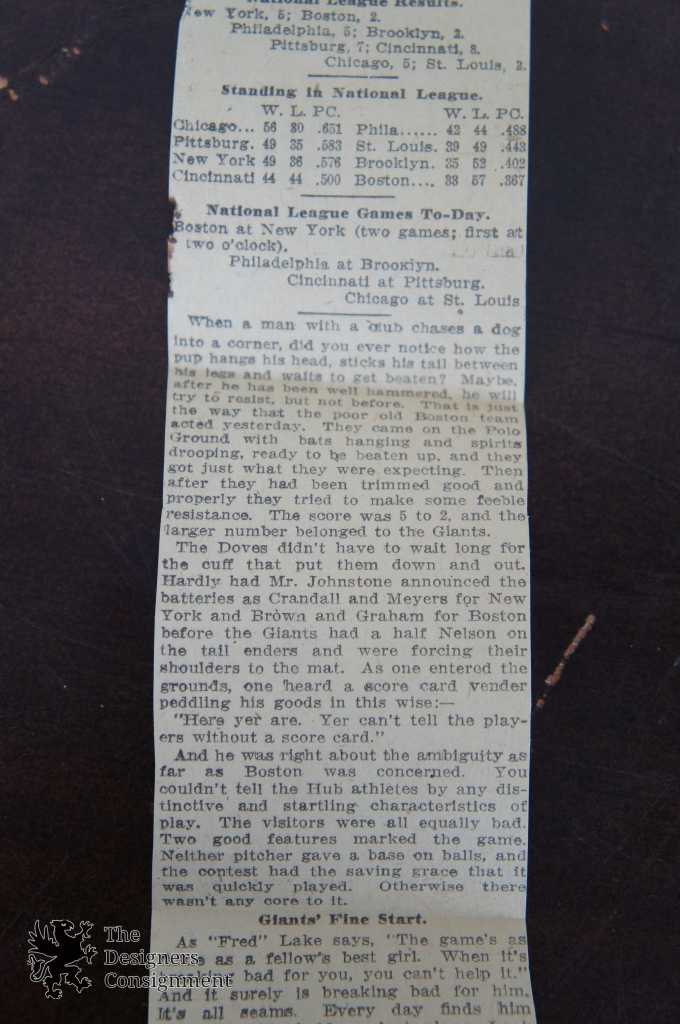 National League Results.
New York, 5; Boston, 2.
Philadelphia, 5; Brooklyn, 2.
Pittsburg, 7; Cincinnati, 3.
Chicago, 5; St. Louis, 2.
Standing in National League.
W. L. PC. W. L. PC.
Chicago... 56 30 .651 Phila...... 42 44 .488
Pittsburg. 49 35 .583 St. Louis. 39 49 .443
New York 49 36 .576 Brooklyn. 35 52 .402
Cincinnati 44 44 .500 Boston.... 33 57 .367
National League Games To-Day.
Boston at New York (two games; first at
two o'clock).
Philadelphia at Brooklyn.
Cincinnati at Pittsburg.
Chicago at St. Louis
When a man with a club chases a dog
into a corner, did you ever notice how the
pup hangs his head, sticks his tail between
his legs and waits to get beaten? Maybe,
after he has been well hammered, he will
try to resist, but not before. That is just
the way that the poor old Boston team
acted yesterday. They came on the Polo
Ground with bats hanging and spirits
drooping, ready to be beaten up, and they
got just what they were expecting. Then
after they had been trimmed good and
properly they tried to make some feeble
resistance. The score was 5 to 2, and the
larger number belonged to the Giants.
The Doves didn't have to wait long for
the cuff that put them down and out.
Hardly had Mr. Johnstone announced the
batteries as Crandall and Meyers for New
York and Brown and Graham for Boston
before the Giants had a half Nelson on
the tail enders and were forcing their
shoulders to the mat. As one entered the
grounds, one heard a score card vender
peddling his goods in this wise:—
"Here yer are. Yer can't tell the play-
ers without a score card."
And he was right about the ambiguity as
far as Boston was concerned. You
couldn't tell the Hub athletes by any dis-
tinctive and startling characteristics of
play. The visitors were all equally bad.
Two good features marked the game.
Neither pitcher gave a base on balls, and
the contest had the saving grace that it
was quickly played. Otherwise there
wasn't any core to it.
Giants' Fine Start.
As "Fred" Lake says, "The game's as
as a fellow's best girl. When it's
breaking bad for you, you can't help it."
And it surely is breaking bad for him.
It's all seams. Every day finds him
The
Designers
Consignment